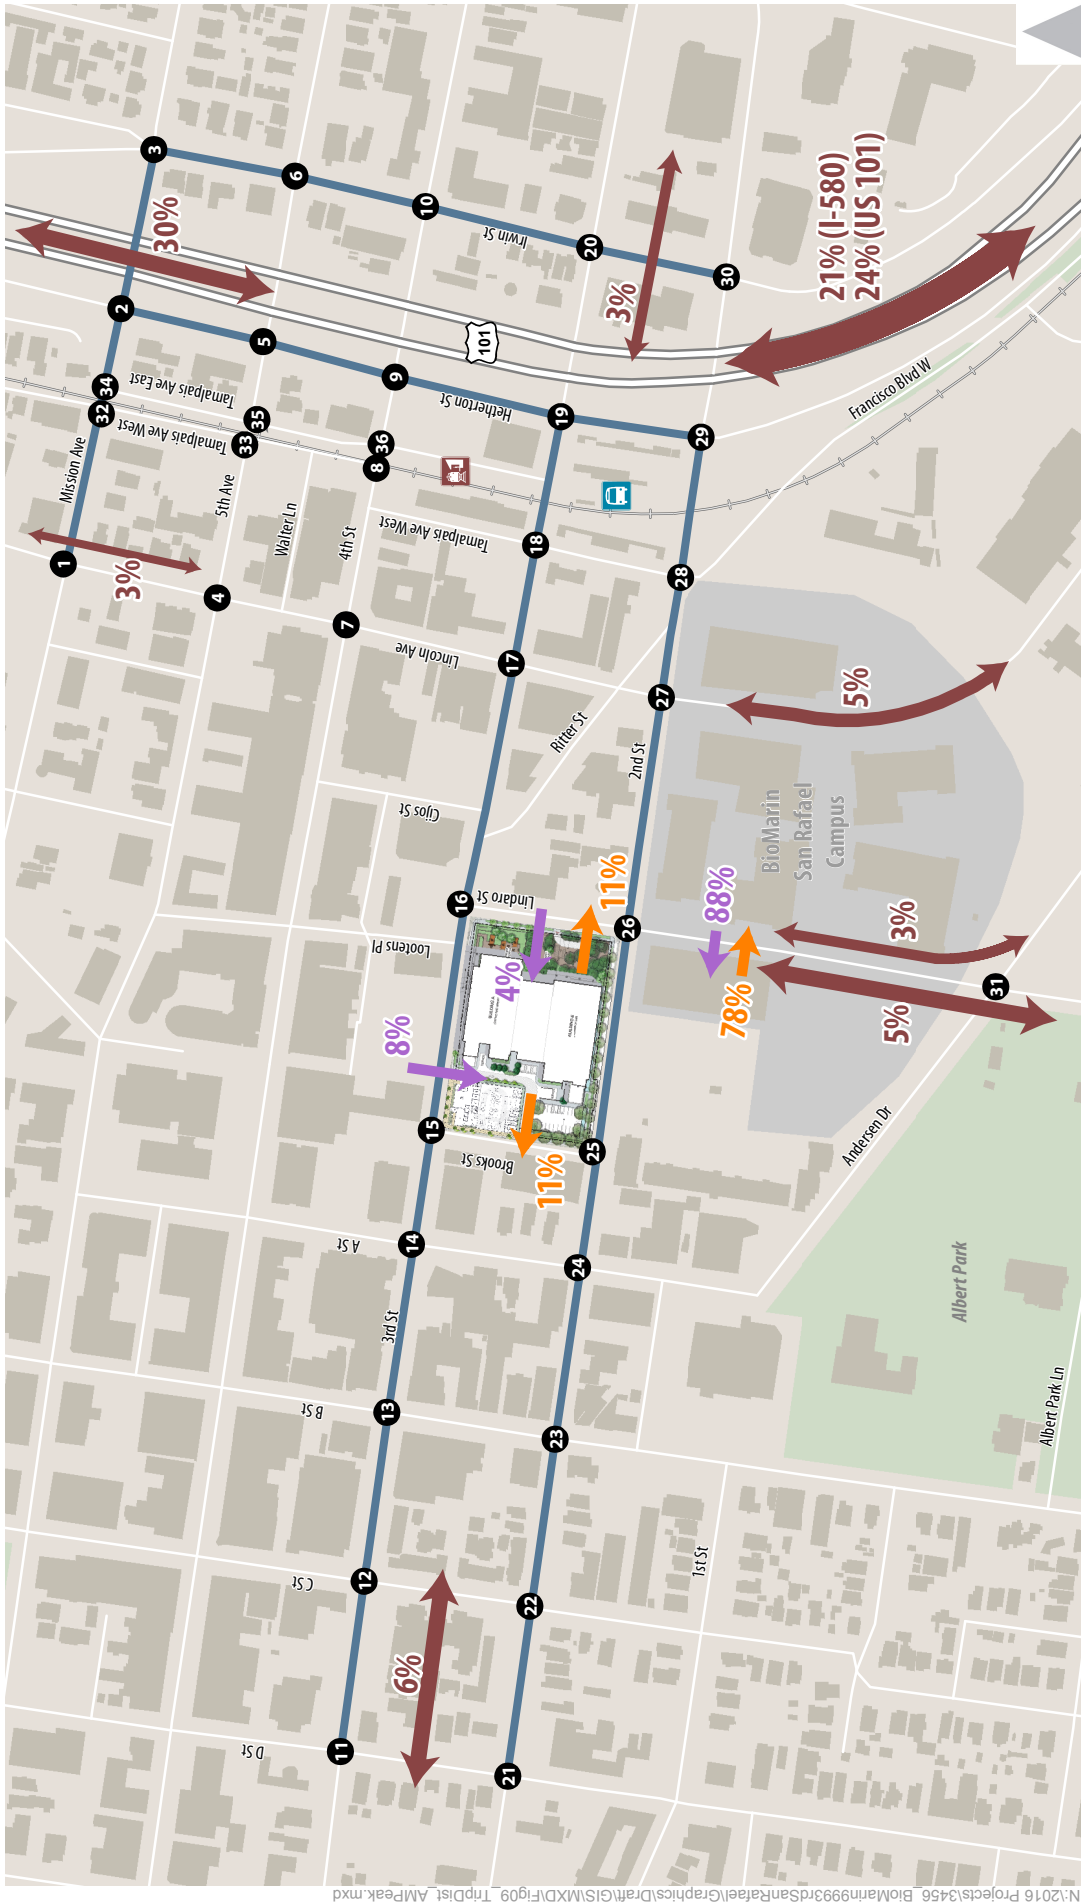 3
30%
Mission Ave
2
34
32
Tamalpais Ave East
Tamalpais Ave West
6
10
Irwin St
20
30
3%
21% (I-580)
24% (US 101)
101
5
9
Hetherton St
19
29
Francisco Blvd W
35
33
36
8
5th Ave
Walter Ln
4th St
1
3%
4
7
Lincoln Ave
Tamalpais Ave West
18
28
17
27
Ritter St
2nd St
5%
BioMarin
San Rafael
Campus
Cijos St
Lootens Pl
16
Lindaro St
26
11%
4%
8%
88%
78%
3%
5%
31
15
Brooks St
11%
25
Andersen Dr
14
A St
24
3rd St
Albert Park
Albert Park Ln
13
B St
23
12
C St
22
1st St
6%
11
D St
21
N:\2016 Projects\3456_BioMarin9993rdSanRafael\Graphics\Draft\GIS\MXD\Fig09_TripDist_AMPeak.mxd